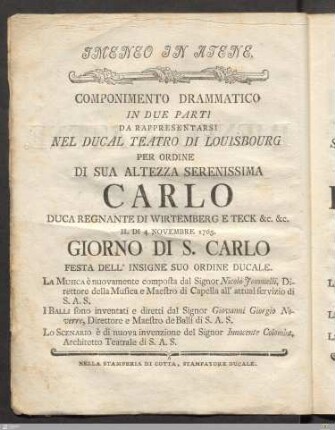 IMENEO IN ATENE,
COMPONIMENTO DRAMMATICO
IN DUE PARTI
DA RAPPRESENTARSI
NEL DUCAL TEATRO DI LOUISBOURG
PER ORDINE
DI SUA ALTEZZA SERENISSIMA
CARLO
DUCA REGNANTE DI WIRTEMBERG E TECK &c. &c.
IL DI 4 NOVEMBRE 1765.
GIORNO DI S. CARLO
FESTA DELL' INSIGNE SUO ORDINE DUCALE.
LA MUSICA è nuovamente composta dal Signor Nicolò Jommelli, Di-
rettore della Musica e Maestro di Capella all' attual servizio di
S. A. S.
I BALLI sono inventati e diretti dal Signor Giovanni Giorgio No-
verre, Direttore e Maestro de Balli di S. A. S.
LO SCENARIO è di nuova invenzione del Signor Innocente Colomba,
Architetto Teatrale di S. A. S.
NELLA STAMPERIA DI COTTA, STAMPATORE DUCALE.